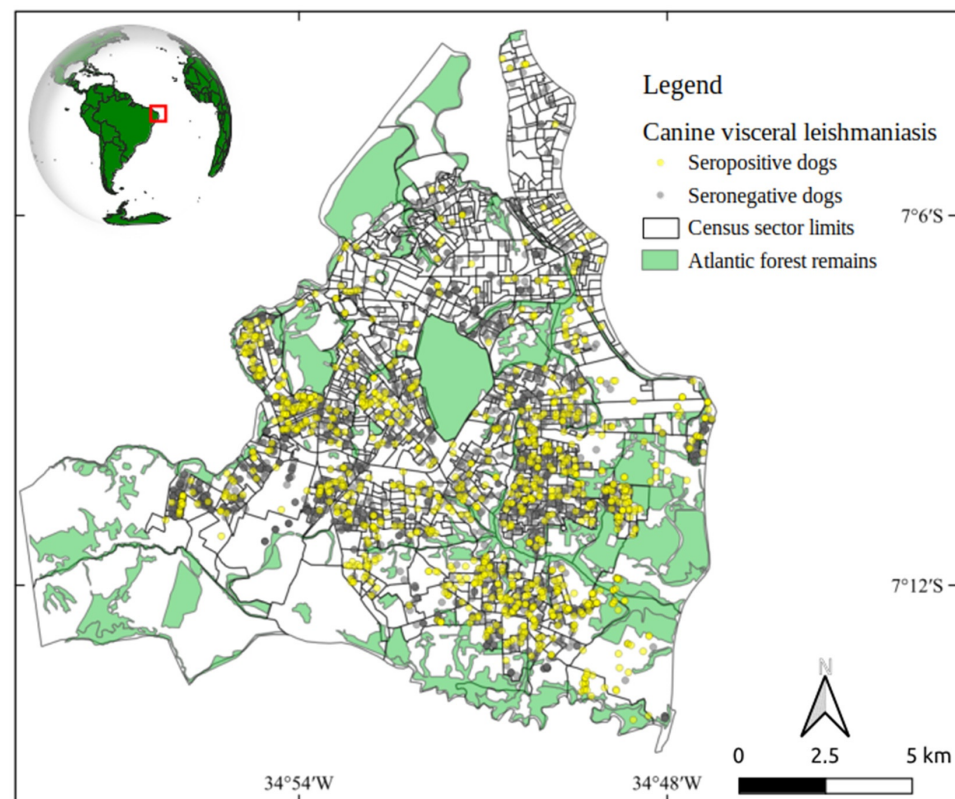 Legend
Canine visceral leishmaniasis
Seropositive dogs
Seronegative dogs
Census sector limits
Atlantic forest remains
7°6′S
7°12′S
N
0 2.5 5 km
34°54′W 34°48′W